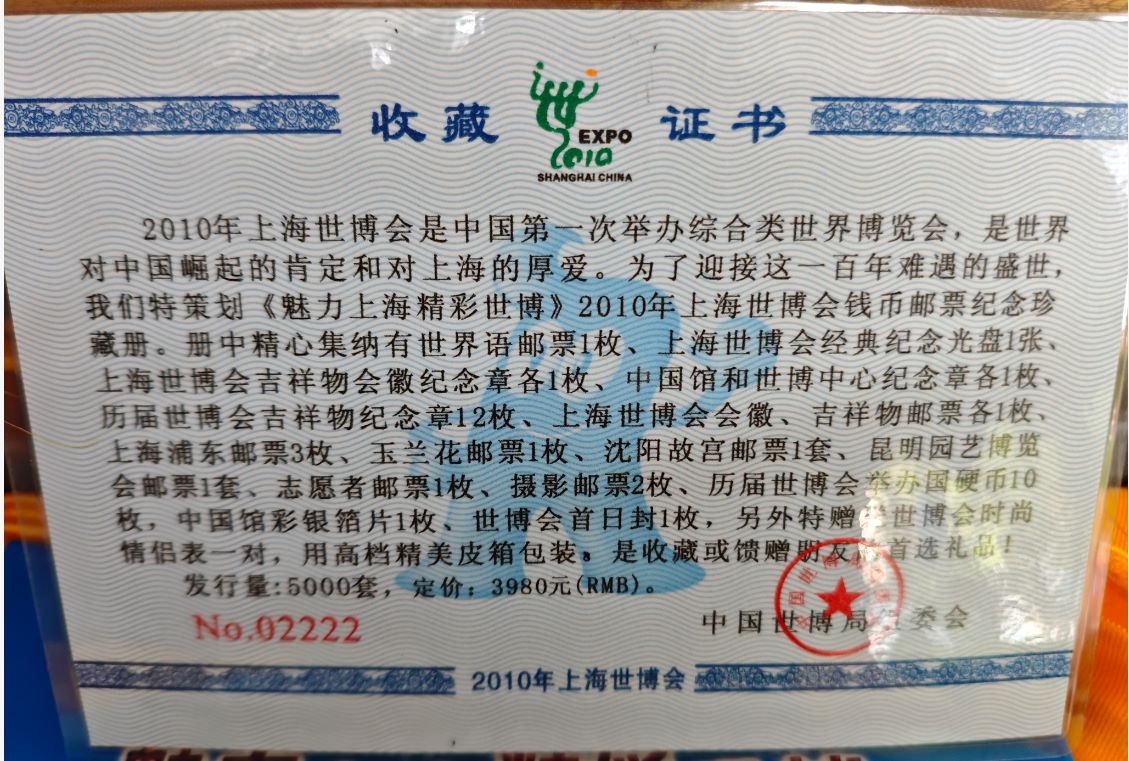 收藏 证书
EXPO
2010
SHANGHAI CHINA
2010年上海世博会是中国第一次举办综合类世界博览会，是世界
对中国崛起的肯定和对上海的厚爱。为了迎接这一百年难遇的盛世，
我们特策划《魅力上海精彩世博》2010年上海世博会钱币邮票纪念珍
藏册。册中精心集纳有世界语邮票1枚、上海世博会经典纪念光盘1张、
上海世博会吉祥物会徽纪念章各1枚、中国馆和世博中心纪念章各1枚、
历届世博会吉祥物纪念章12枚、上海世博会会徽、吉祥物邮票各1枚、
上海浦东邮票3枚、玉兰花邮票1枚、沈阳故宫邮票1套、昆明园艺博览
会邮票1套、志愿者邮票1枚、摄影邮票2枚、历届世博会举办国硬币10
枚，中国馆彩银箔片1枚、世博会首日封1枚，另外特赠 世博会时尚
情侣表一对，用高档精美皮箱包装。是收藏或馈赠朋友 首选礼品！
发行量:5000套，定价：3980元(RMB)。
No.02222
中国世博局 委会
2010年上海世博会